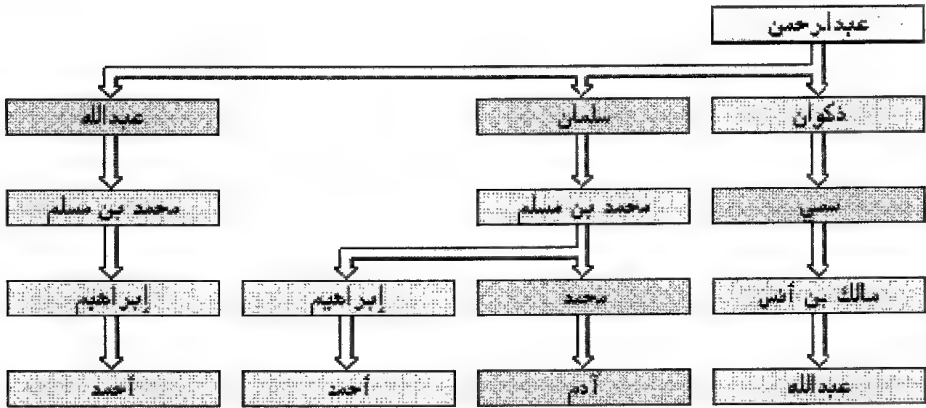 عبدالرحمن
ذكوان
سلمان
عبدالله
سمي
محمد بن مسلم
محمد بن مسلم
مالك بن أنس
محمد
إبراهيم
إبراهيم
عبدالله
آدم
أحمد
أحمد